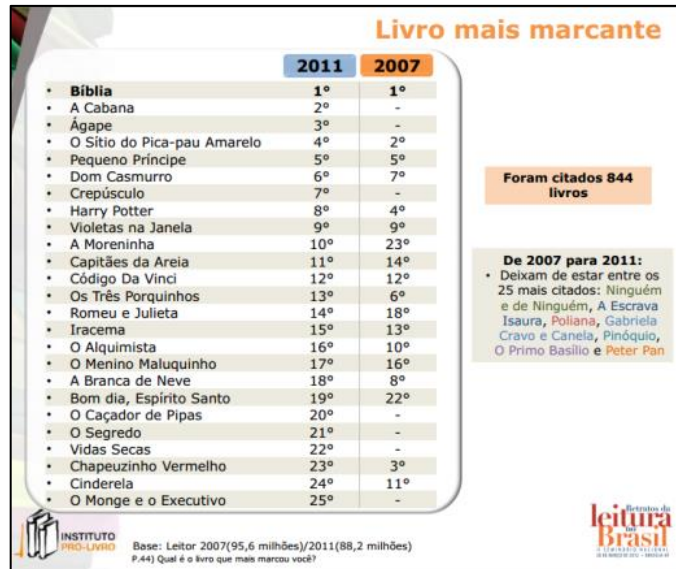 Livro mais marcante
2011 2007
• Bíblia 1º 1º
• A Cabana 2º -
• Ágape 3º -
• O Sítio do Pica-pau Amarelo 4º 2º
• Pequeno Príncipe 5º 5º
• Dom Casmurro 6º 7º
• Crepúsculo 7º -
• Harry Potter 8º 4º
• Violetas na Janela 9º 9º
• A Moreninha 10º 23º
• Capitães da Areia 11º 14º
• Código Da Vinci 12º 12º
• Os Três Porquinhos 13º 6º
• Romeu e Julieta 14º 18º
• Iracema 15º 13º
• O Alquimista 16º 10º
• O Menino Maluquinho 17º 16º
• A Branca de Neve 18º 8º
• Bom dia, Espírito Santo 19º 22º
• O Caçador de Pipas 20º -
• O Segredo 21º -
• Vidas Secas 22º -
• Chapeuzinho Vermelho 23º 3º
• Cinderela 24º 11º
• O Monge e o Executivo 25º -
Foram citados 844
livros
De 2007 para 2011:
• Deixam de estar entre os
25 mais citados: Ninguém
e de Ninguém, A Escrava
Isaura, Poliana, Gabriela
Cravo e Canela, Pinóquio,
O Primo Basílio e Peter Pan
INSTITUTO
PRÓ-LIVRO
Base: Leitor 2007(95,6 milhões)/2011(88,2 milhões)
P.44) Qual é o livro que mais marcou você?
Retratos da
leitura
no
Brasil